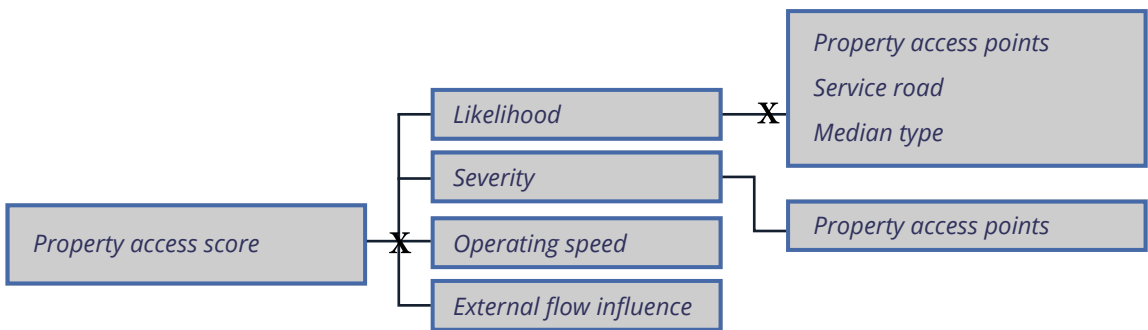 Property access score
X
Likelihood
Severity
Operating speed
External flow influence
X
Property access points
Service road
Median type
Property access points